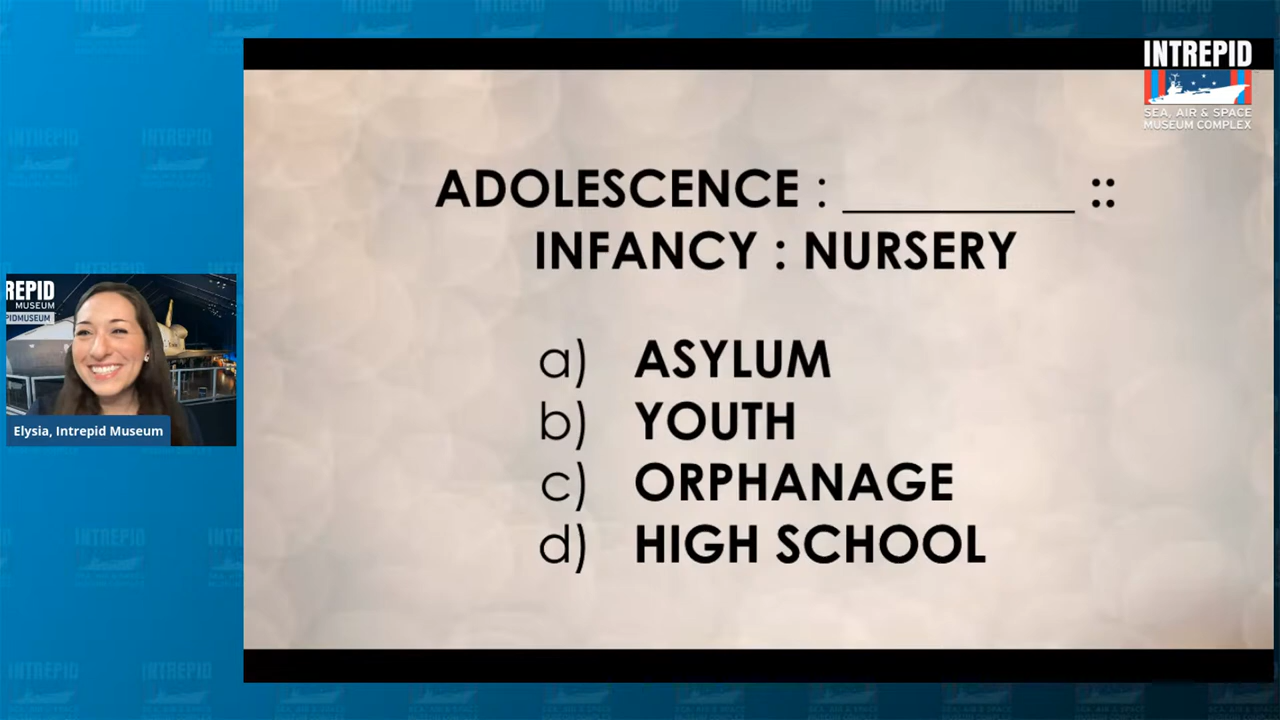 INTREPID
SEA, AIR & SPACE
MUSEUM COMPLEX
ADOLESCENCE : __________ ::
INFANCY : NURSERY
a) ASYLUM
b) YOUTH
c) ORPHANAGE
d) HIGH SCHOOL
REPID
MUSEUM
PIDMUSEUM
Elysia, Intrepid Museum